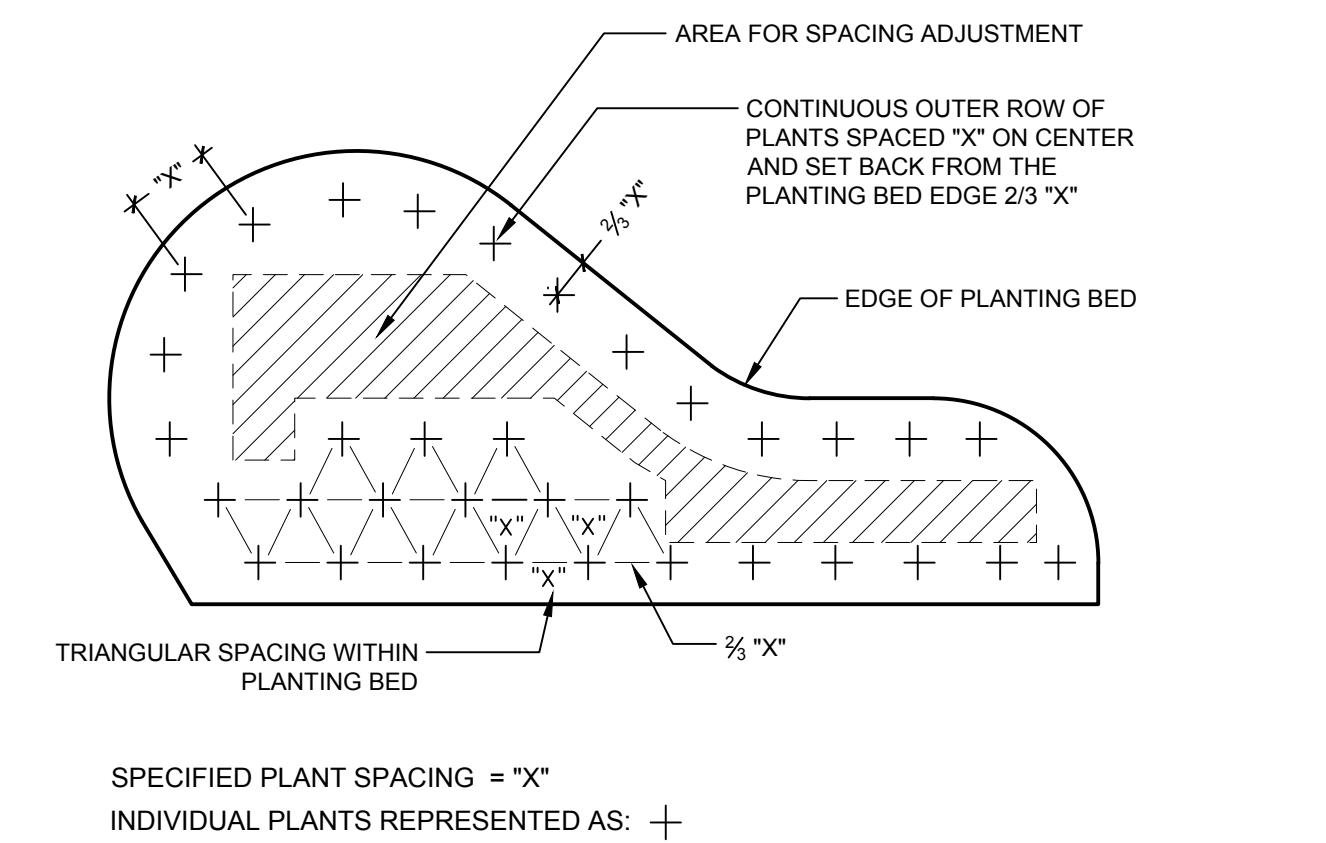 AREA FOR SPACING ADJUSTMENT
CONTINUOUS OUTER ROW OF
PLANTS SPACED "X" ON CENTER
AND SET BACK FROM THE
PLANTING BED EDGE 2/3 "X"
"X"
⅔ "X"
EDGE OF PLANTING BED
"X"
"X"
"X"
TRIANGULAR SPACING WITHIN
PLANTING BED
⅔ "X"
SPECIFIED PLANT SPACING = "X"
INDIVIDUAL PLANTS REPRESENTED AS: